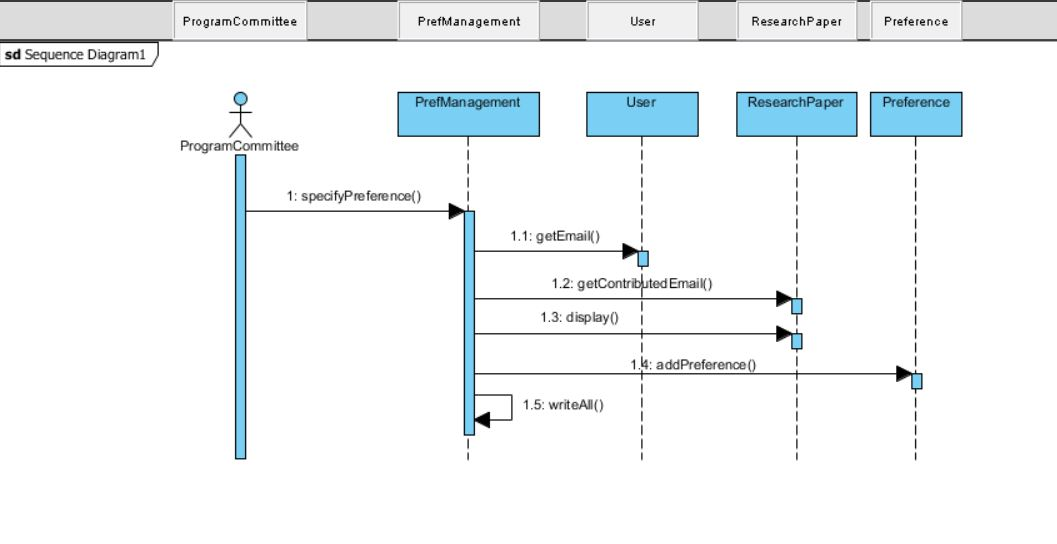 ProgramCommittee PrefManagement User ResearchPaper Preference
sd Sequence Diagram1
PrefManagement User ResearchPaper Preference
ProgramCommittee
1: specifyPreference()
1.1: getEmail()
1.2: getContributedEmail()
1.3: display()
1.4: addPreference()
1.5: writeAll()